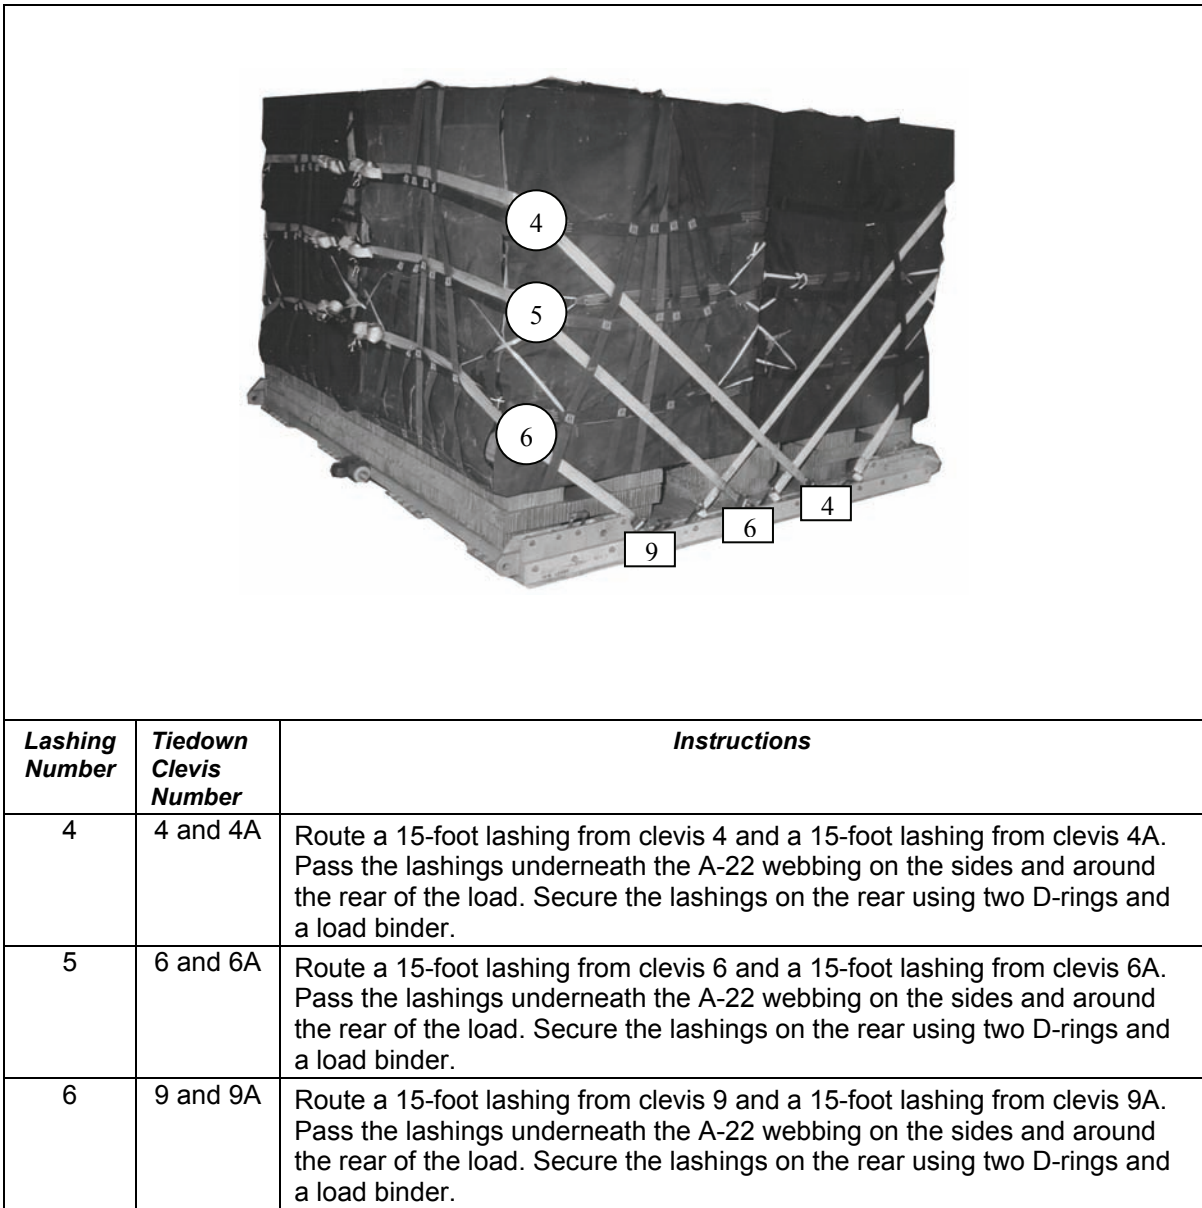 4
5
6
4
6
9
Lashing Number
Tiedown Clevis Number
Instructions
4
4 and 4A
Route a 15-foot lashing from clevis 4 and a 15-foot lashing from clevis 4A.
Pass the lashings underneath the A-22 webbing on the sides and around
the rear of the load. Secure the lashings on the rear using two D-rings and
a load binder.
5
6 and 6A
Route a 15-foot lashing from clevis 6 and a 15-foot lashing from clevis 6A.
Pass the lashings underneath the A-22 webbing on the sides and around
the rear of the load. Secure the lashings on the rear using two D-rings and
a load binder.
6
9 and 9A
Route a 15-foot lashing from clevis 9 and a 15-foot lashing from clevis 9A.
Pass the lashings underneath the A-22 webbing on the sides and around
the rear of the load. Secure the lashings on the rear using two D-rings and
a load binder.